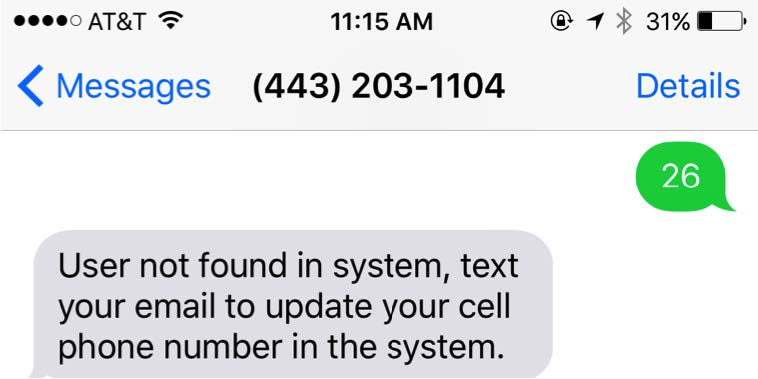 AT&T 11:15 AM 31%
Messages (443) 203-1104 Details
26
User not found in system, text
your email to update your cell
phone number in the system.